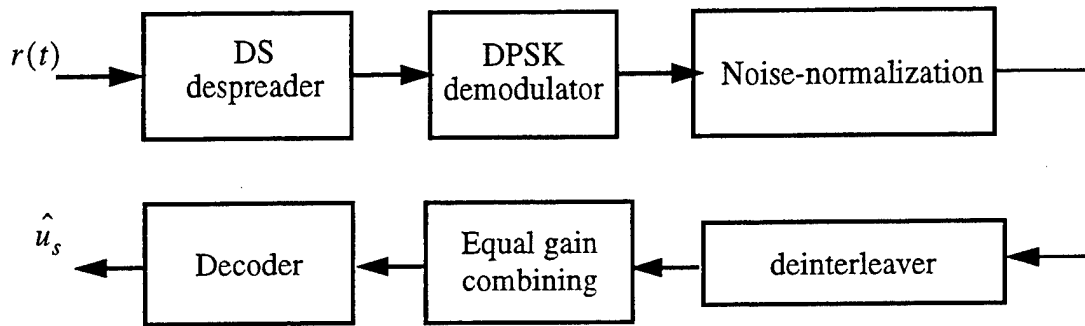 r(t)
DS
despreader
DPSK
demodulator
Noise-normalization
û_s
Decoder
Equal gain
combining
deinterleaver